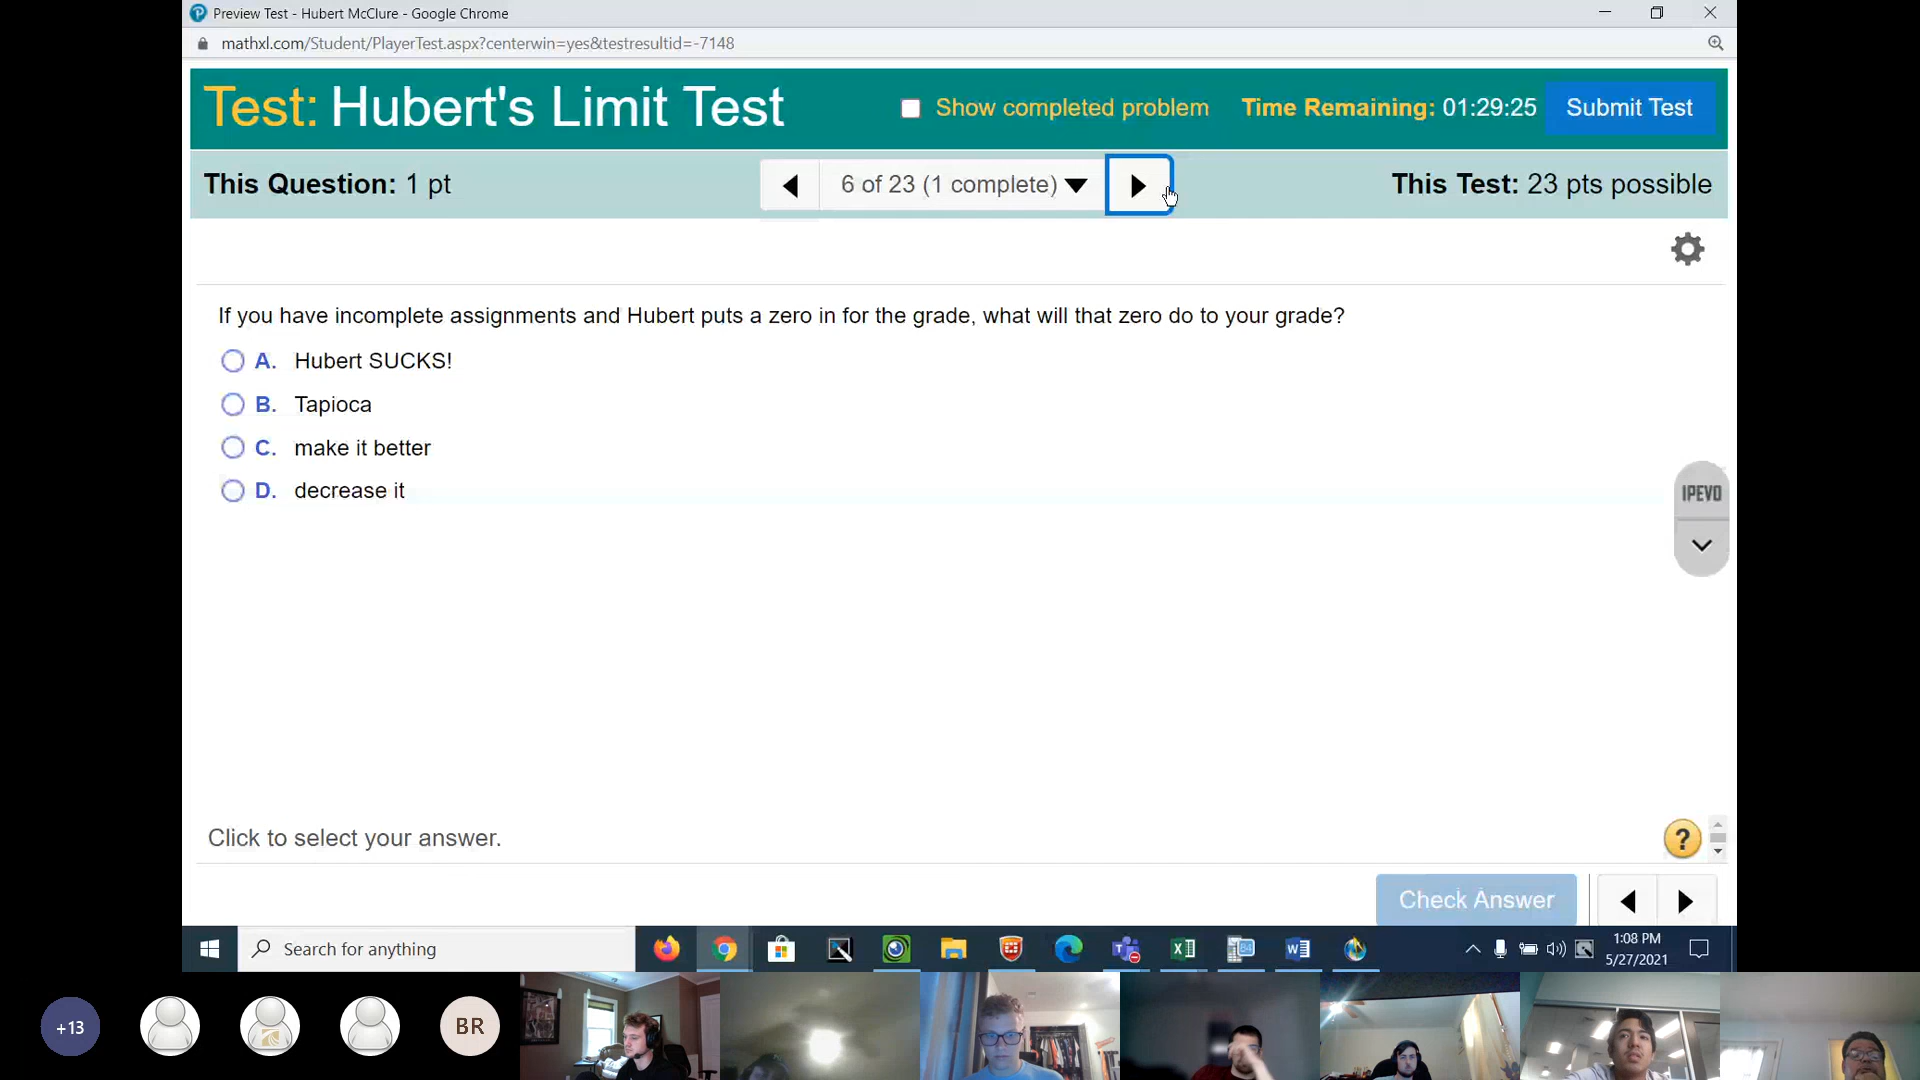 Preview Test - Hubert McClure - Google Chrome
mathxl.com/Student/PlayerTest.aspx?centerwin=yes&testresultid=-7148
Test: Hubert's Limit Test
Show completed problem
Time Remaining: 01:29:25
Submit Test
This Question: 1 pt
6 of 23 (1 complete)
This Test: 23 pts possible
If you have incomplete assignments and Hubert puts a zero in for the grade, what will that zero do to your grade?
A. Hubert SUCKS!
B. Tapioca
C. make it better
D. decrease it
IPEVO
Click to select your answer.
?
Check Answer
Search for anything
1:08 PM
5/27/2021
+13
BR